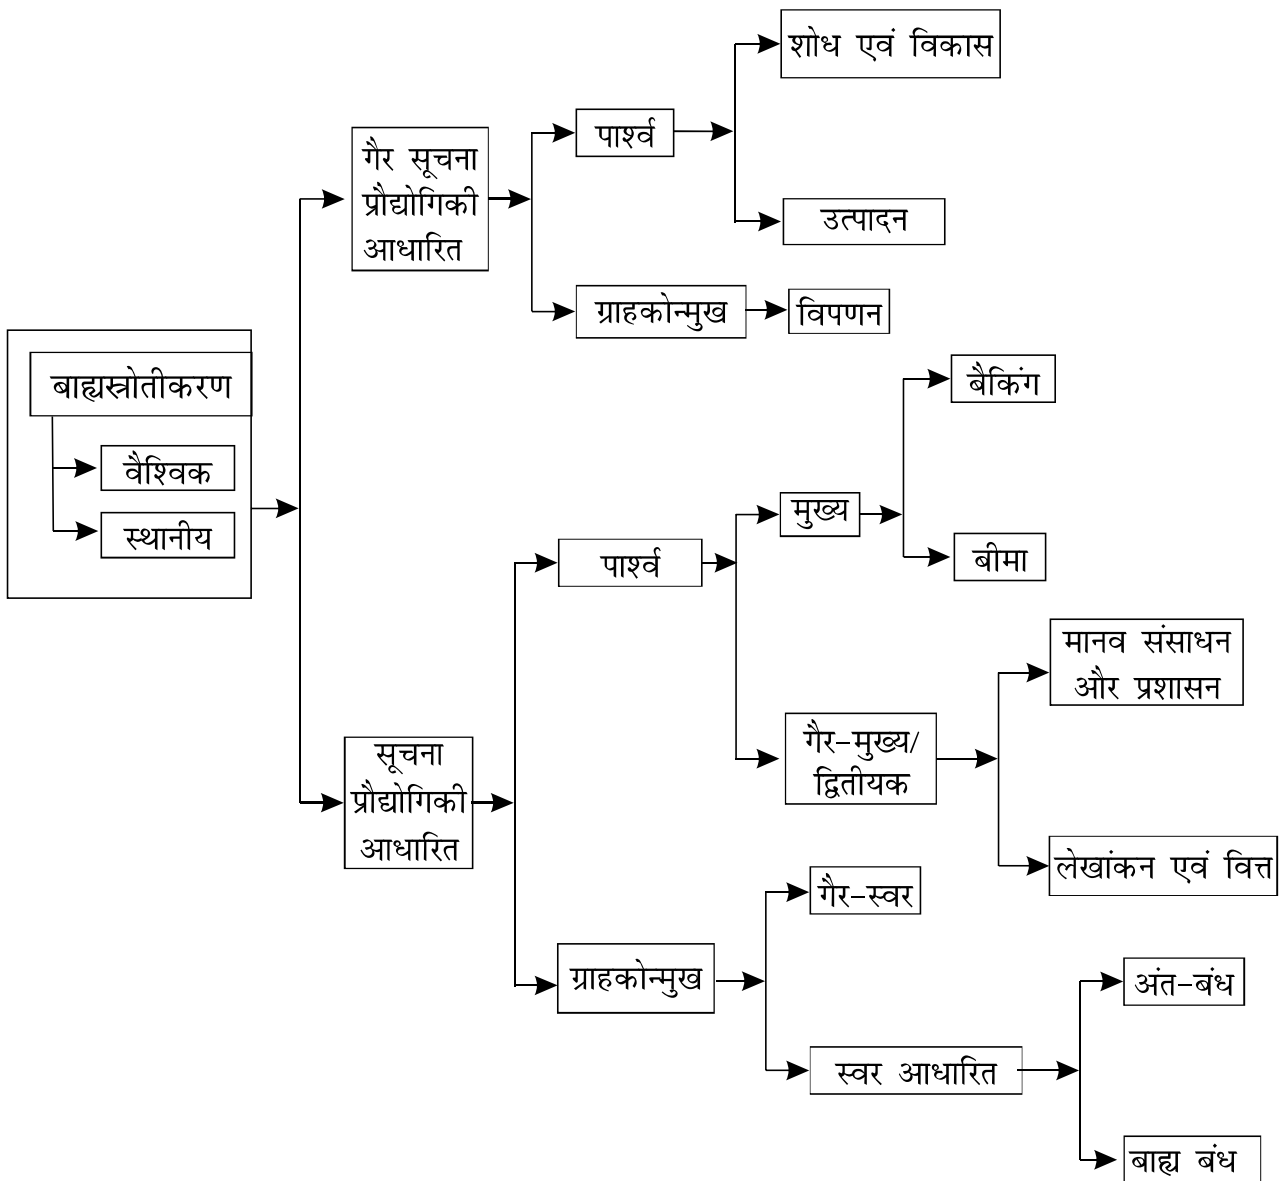 शोध एवं विकास
पार्श्व
गैर सूचना
प्रौद्योगिकी
आधारित
उत्पादन
ग्राहकोन्मुख
विपणन
बाह्यस्त्रोतीकरण
वैश्विक
स्थानीय
बैकिंग
मुख्य
पार्श्व
बीमा
मानव संसाधन
और प्रशासन
गैर-मुख्य/
द्वितीयक
सूचना
प्रौद्योगिकी
आधारित
लेखांकन एवं वित्त
गैर-स्वर
ग्राहकोन्मुख
अंत-बंध
स्वर आधारित
बाह्य बंध